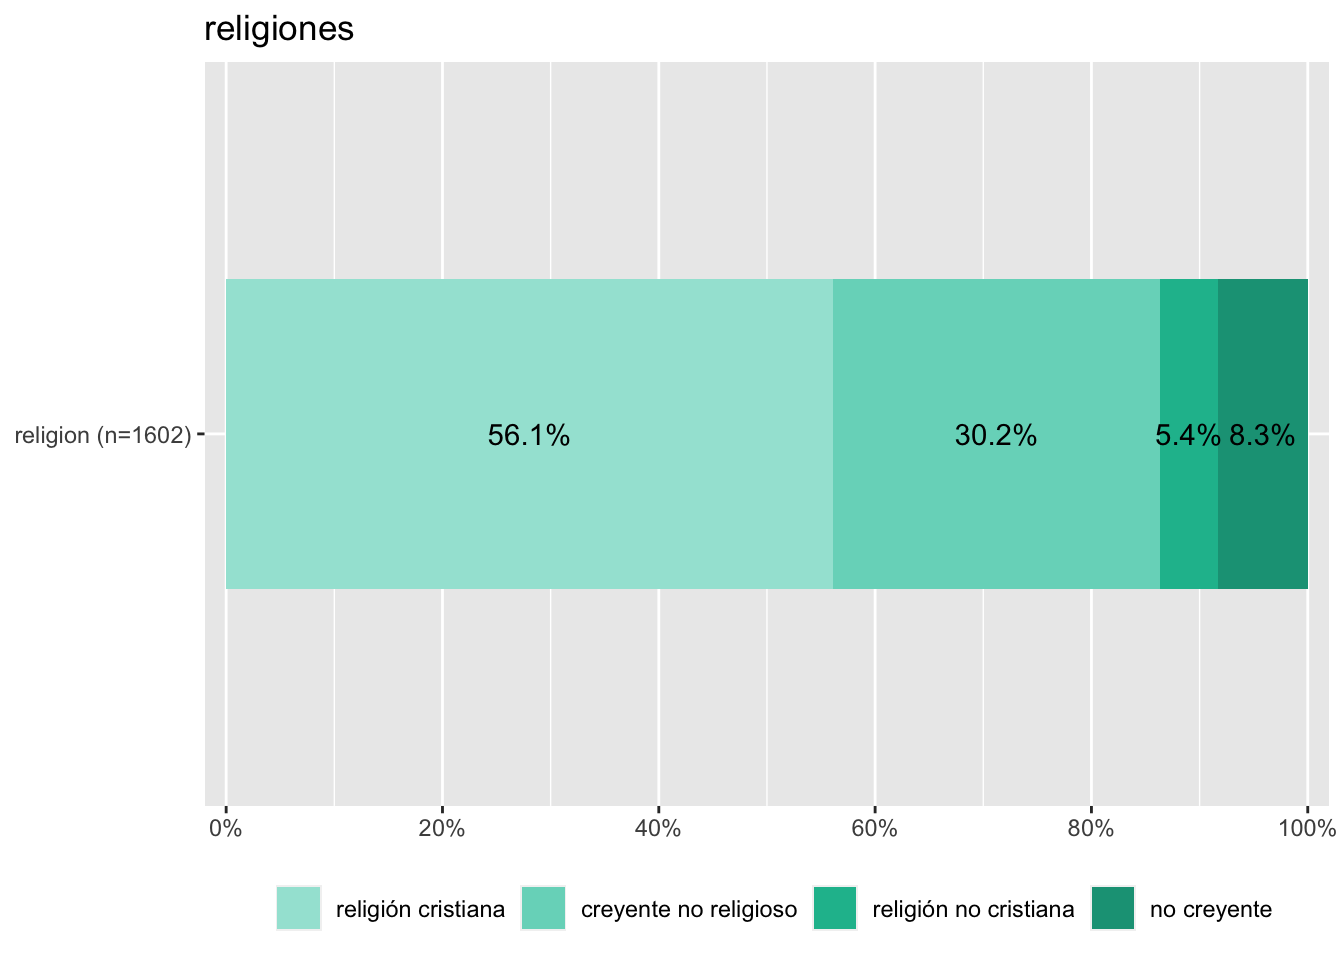 religiones
religion (n=1602)
56.1% 30.2% 5.4% 8.3%
0% 20% 40% 60% 80% 100%
religión cristiana creyente no religioso religión no cristiana no creyente